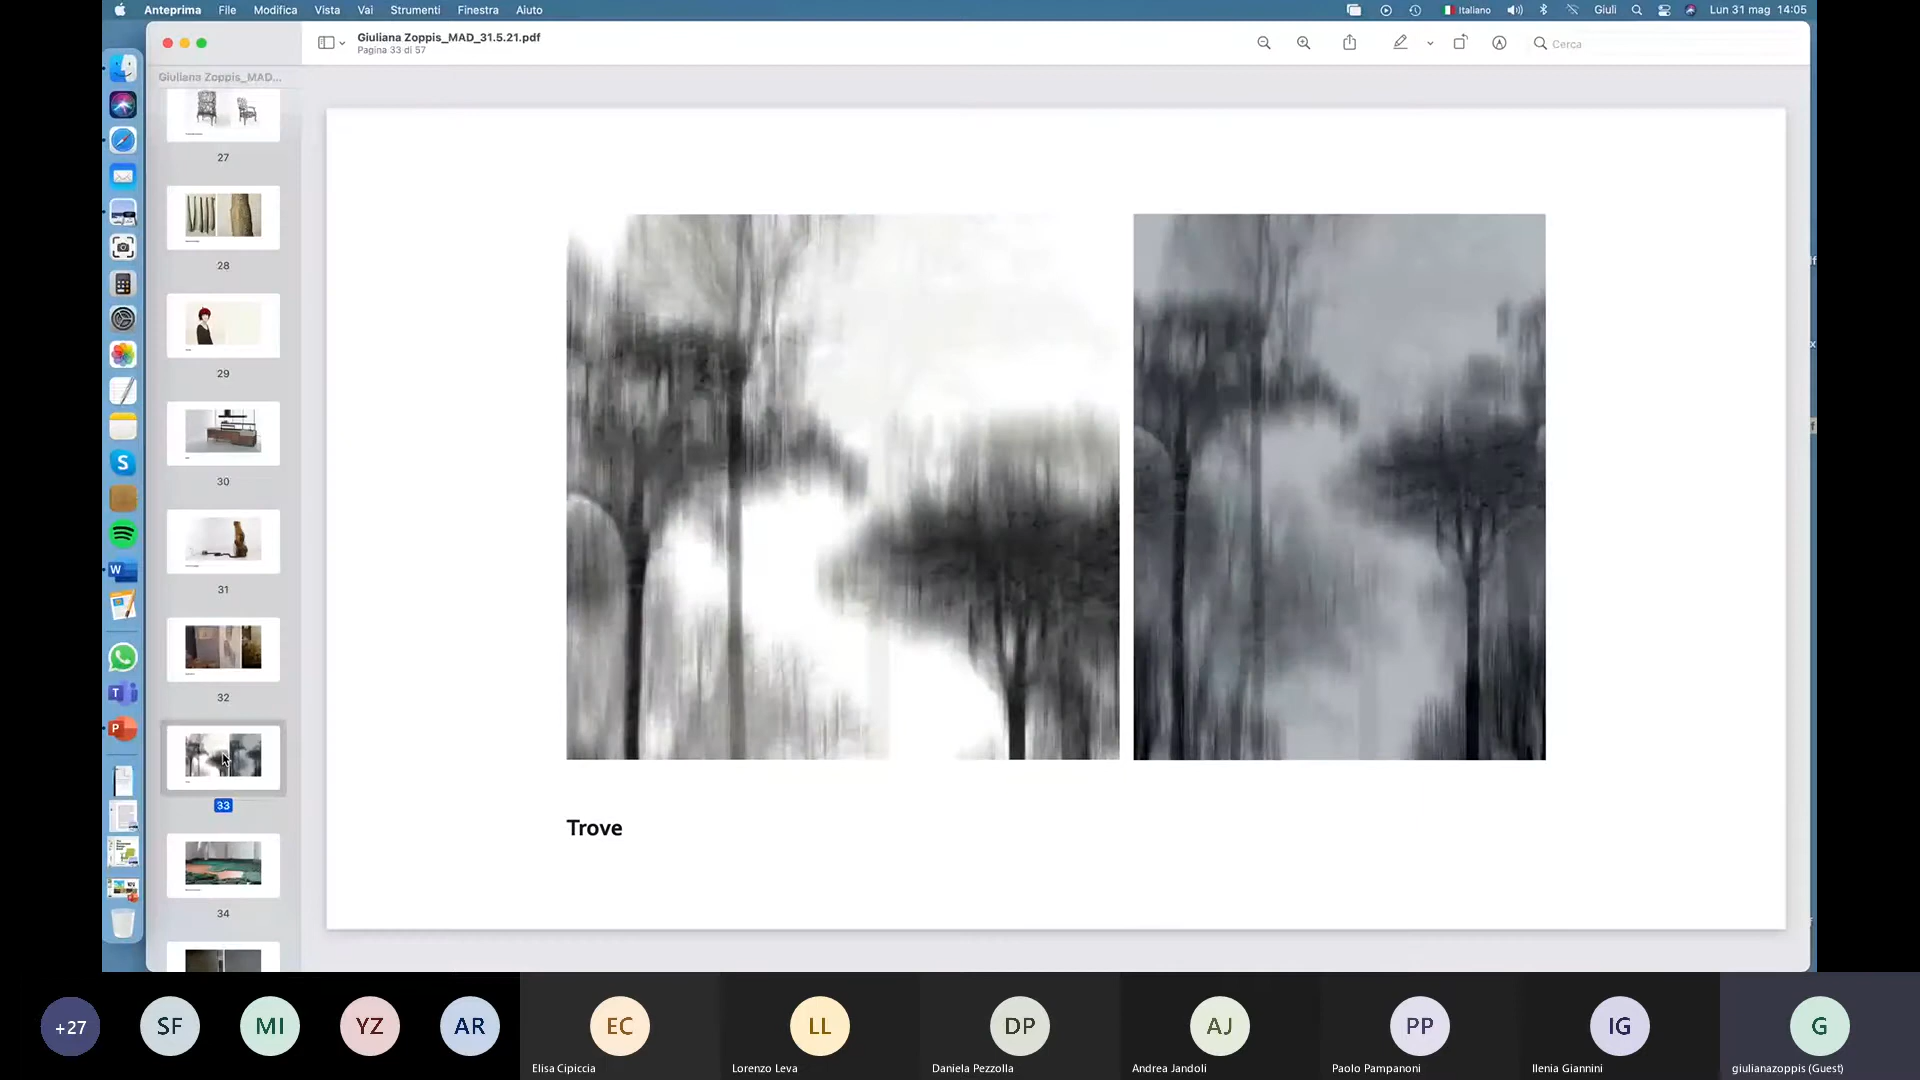 Anteprima File Modifica Vista Vai Strumenti Finestra Aiuto
Italiano Giuli Lun 31 mag 14:05
Giuliana Zoppis_MAD_31.5.21.pdf
Pagina 33 di 57
Cerca
Giuliana Zoppis_MAD...
27
28
29
30
31
32
33
34
Trove
+27 SF MI YZ AR EC LL DP AJ PP IG G
Elisa Cipiccia Lorenzo Leva Daniela Pezzolla Andrea Jandoli Paolo Pampanoni Ilenia Giannini giulianazoppis (Guest)